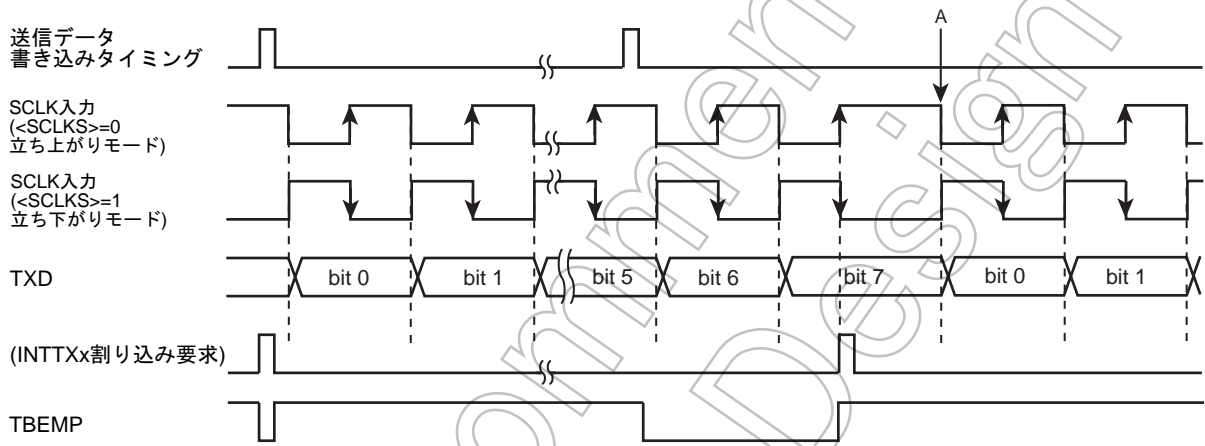 A
送信データ
書き込みタイミング
SCLK入力
(<SCLKS>=0
立ち上がりモード)
SCLK入力
(<SCLKS>=1
立ち下がりモード)
TXD
bit 0
bit 1
bit 5
bit 6
bit 7
bit 0
bit 1
(INTTXx割り込み要求)
TBEMP
ommen
Design
Design